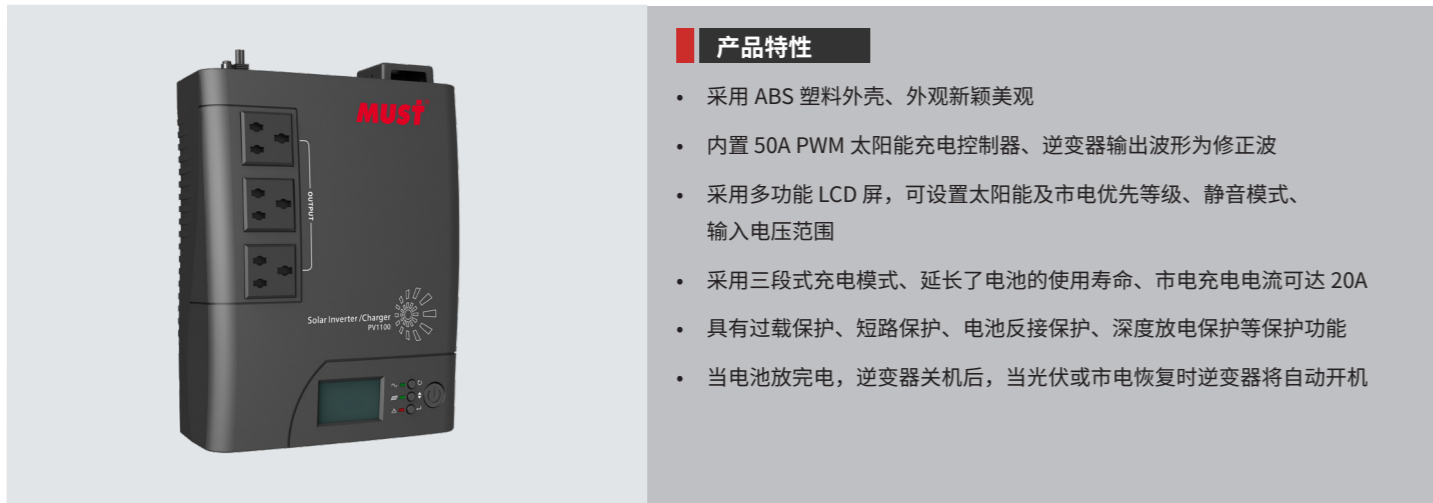 MUST
OUTPUT
Solar Inverter /Charger
PV1100
产品特性
• 采用 ABS 塑料外壳、外观新颖美观
• 内置 50A PWM 太阳能充电控制器、逆变器输出波形为修正波
• 采用多功能 LCD 屏，可设置太阳能及市电优先等级、静音模式、
输入电压范围
• 采用三段式充电模式、延长了电池的使用寿命、市电充电电流可达 20A
• 具有过载保护、短路保护、电池反接保护、深度放电保护等保护功能
• 当电池放完电，逆变器关机后，当光伏或市电恢复时逆变器将自动开机